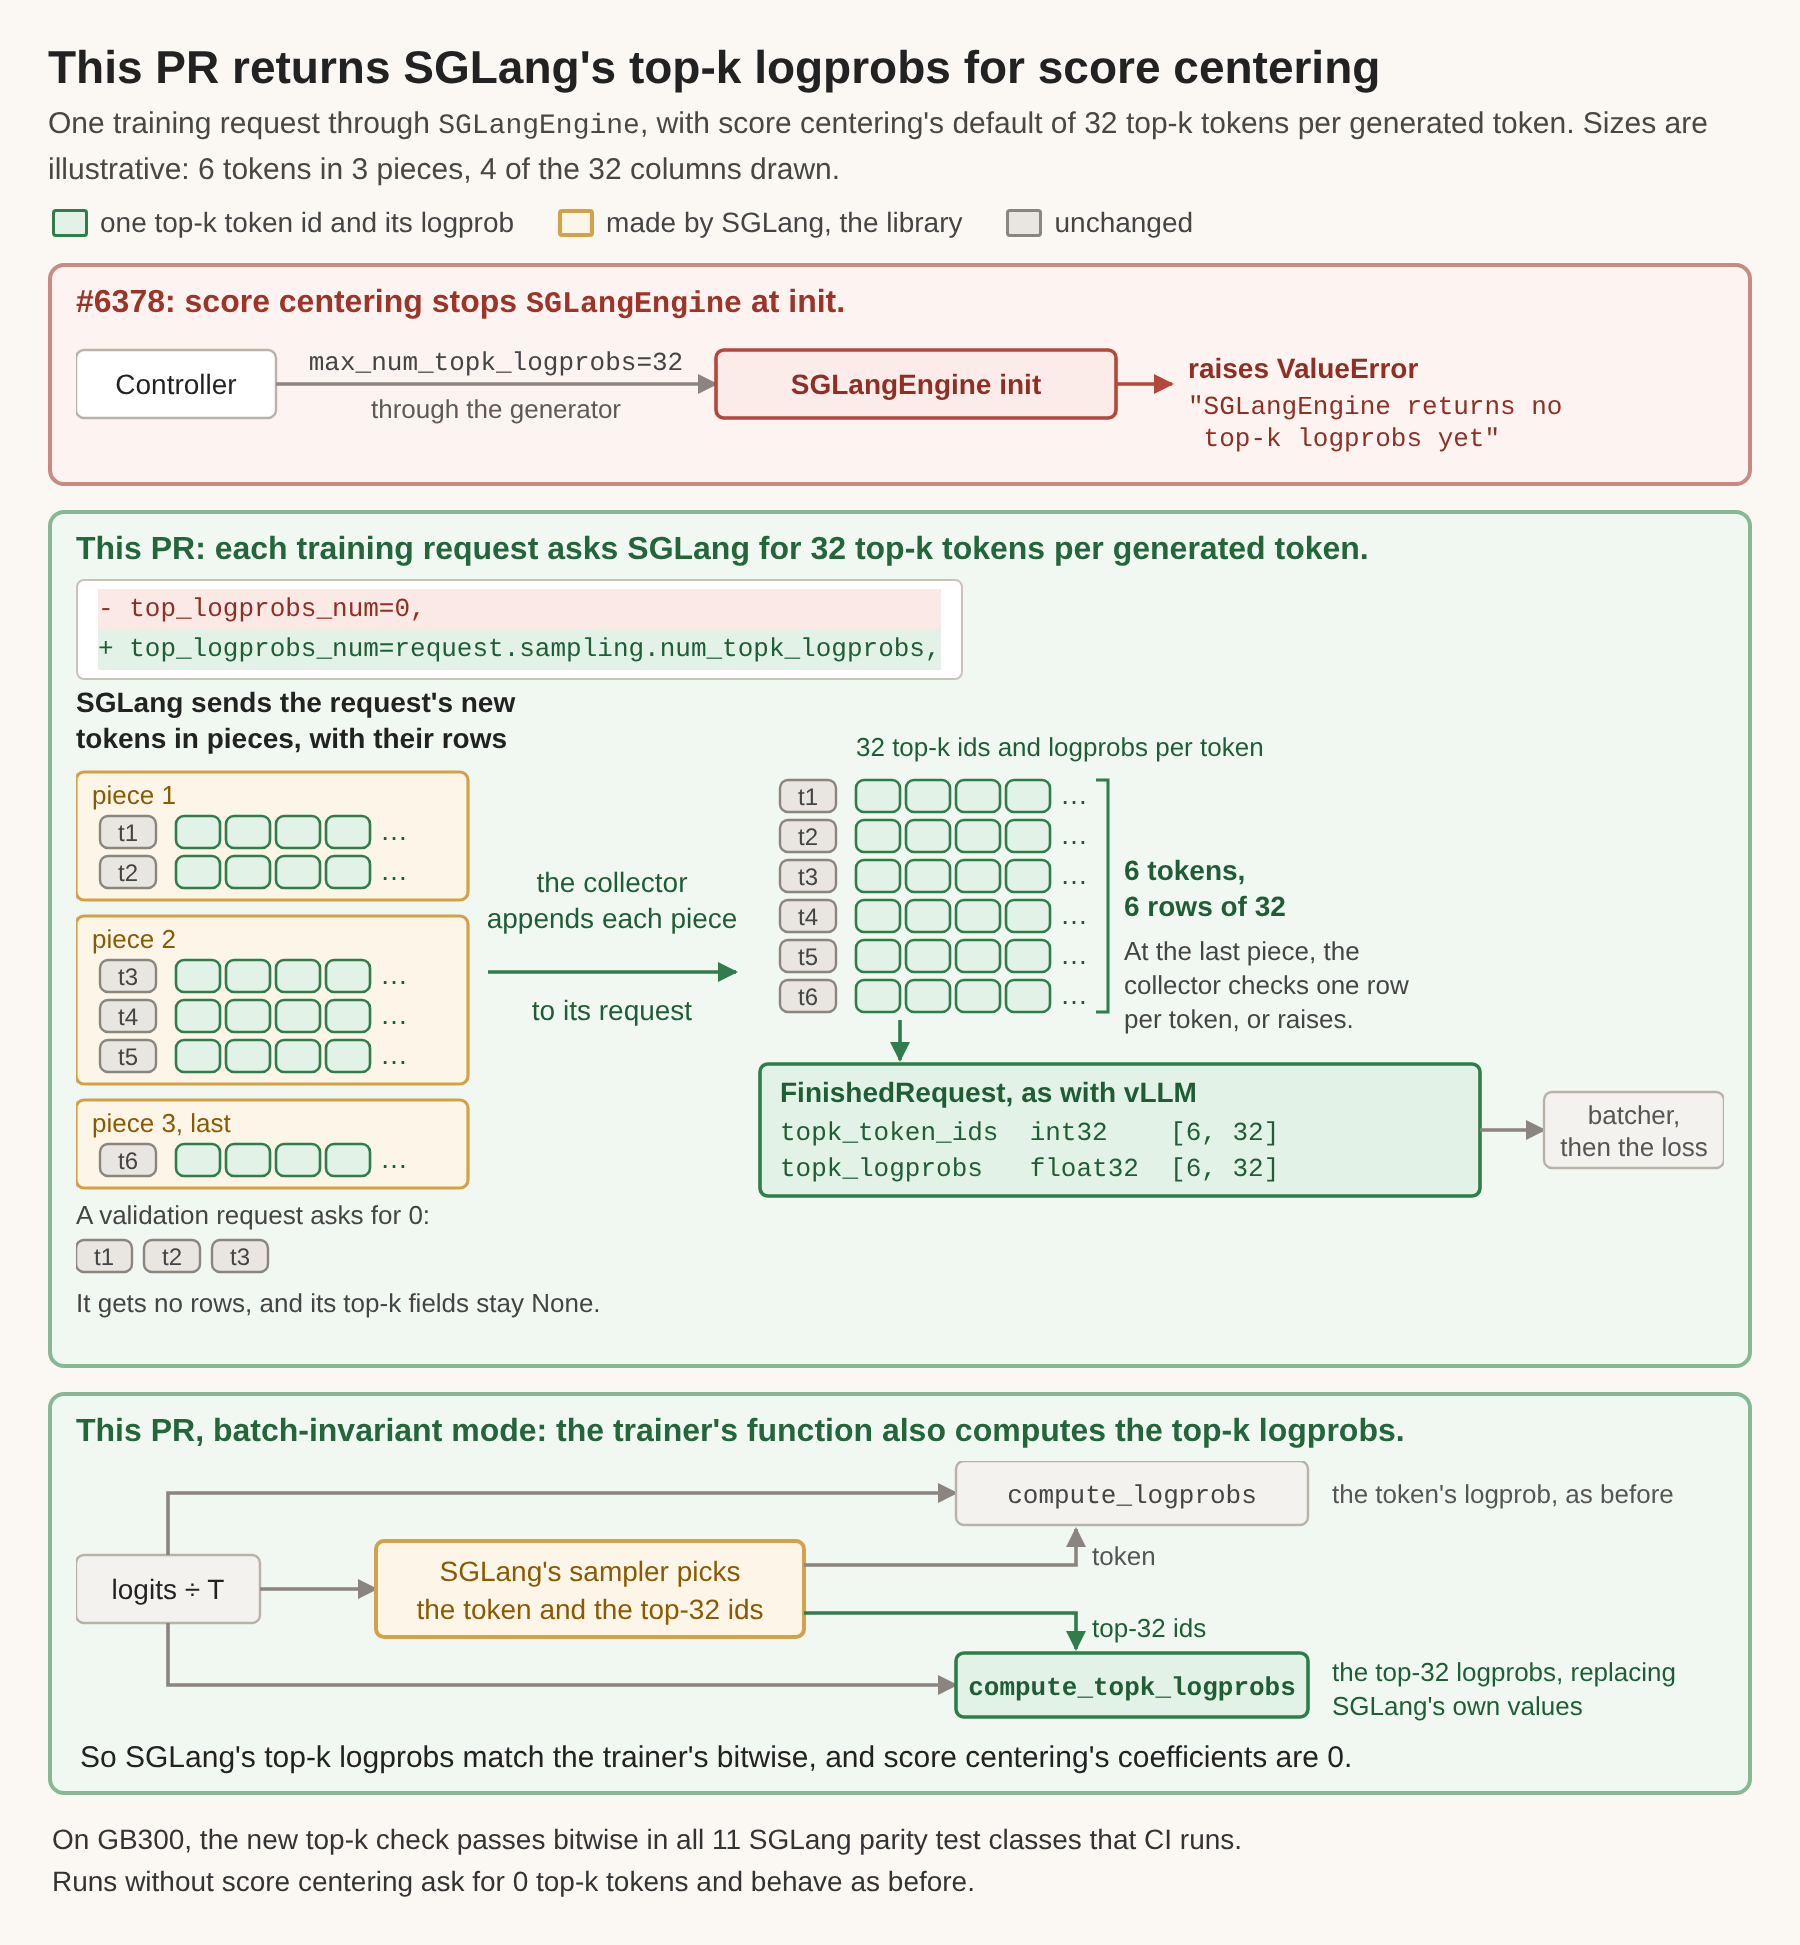 This PR returns SGLang's top-k logprobs for score centering
One training request through SGLangEngine, with score centering's default of 32 top-k tokens per generated token. Sizes are
illustrative: 6 tokens in 3 pieces, 4 of the 32 columns drawn.
one top-k token id and its logprob
made by SGLang, the library
unchanged
#6378: score centering stops SGLangEngine at init.
Controller
max_num_topk_logprobs=32
through the generator
SGLangEngine init
raises ValueError
"SGLangEngine returns no
top-k logprobs yet"
This PR: each training request asks SGLang for 32 top-k tokens per generated token.
- top_logprobs_num=0,
+ top_logprobs_num=request.sampling.num_topk_logprobs,
SGLang sends the request's new
tokens in pieces, with their rows
piece 1
t1 …
t2 …
piece 2
t3 …
t4 …
t5 …
piece 3, last
t6 …
A validation request asks for 0:
t1 t2 t3
It gets no rows, and its top-k fields stay None.
the collector
appends each piece
to its request
32 top-k ids and logprobs per token
t1 …
t2 …
t3 …
t4 …
t5 …
t6 …
6 tokens,
6 rows of 32
At the last piece, the
collector checks one row
per token, or raises.
FinishedRequest, as with vLLM
topk_token_ids int32 [6, 32]
topk_logprobs float32 [6, 32]
batcher,
then the loss
This PR, batch-invariant mode: the trainer's function also computes the top-k logprobs.
logits ÷ T
SGLang's sampler picks
the token and the top-32 ids
compute_logprobs
the token's logprob, as before
token
top-32 ids
compute_topk_logprobs
the top-32 logprobs, replacing
SGLang's own values
So SGLang's top-k logprobs match the trainer's bitwise, and score centering's coefficients are 0.
On GB300, the new top-k check passes bitwise in all 11 SGLang parity test classes that CI runs.
Runs without score centering ask for 0 top-k tokens and behave as before.